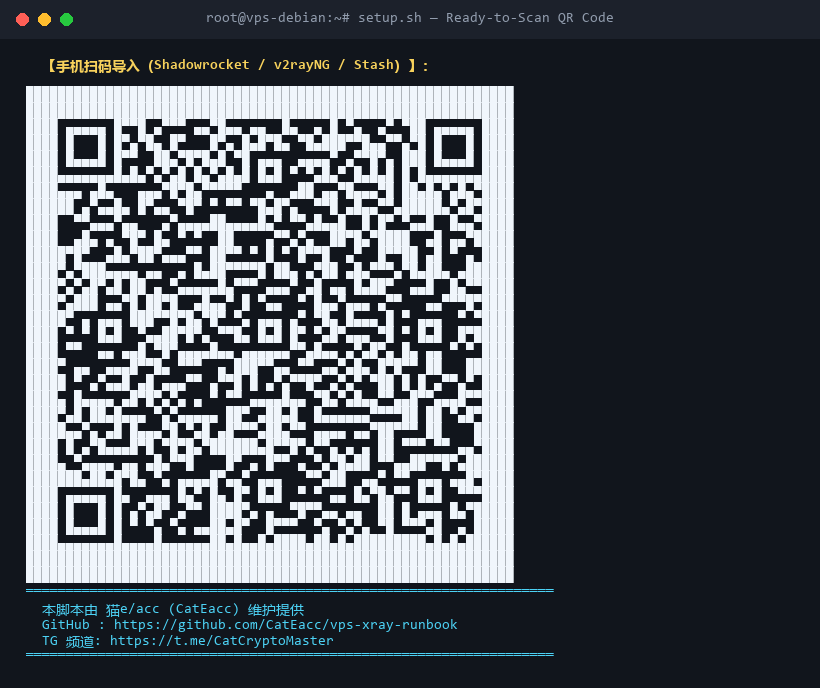 root@vps-debian:~# setup.sh — Ready-to-Scan QR Code
【手机扫码导入 (Shadowrocket / v2rayNG / Stash) 】:
本脚本由 猫e/acc (CatEacc) 维护提供
GitHub : https://github.com/CatEacc/vps-xray-runbook
TG 频道: https://t.me/CatCryptoMaster